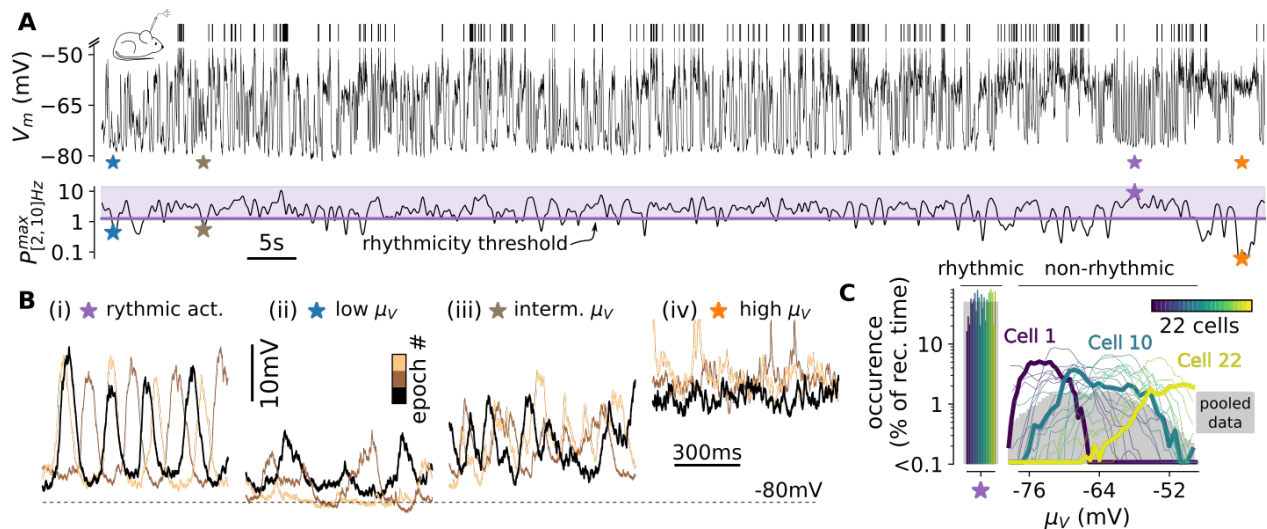 A
−50
−65
−80
V_m (mV)
10
1
0.1
P^max_[2,10]Hz
5s
rhythmicity threshold
B
(i) rythmic act.
(ii) low μ_V
(iii) interm. μ_V
(iv) high μ_V
10mV
epoch #
300ms
-80mV
C
rhythmic
non-rhythmic
22 cells
Cell 1
Cell 10
Cell 22
pooled
data
occurence
(% of rec. time)
10
1
<0.1
-76
-64
-52
μ_V (mV)